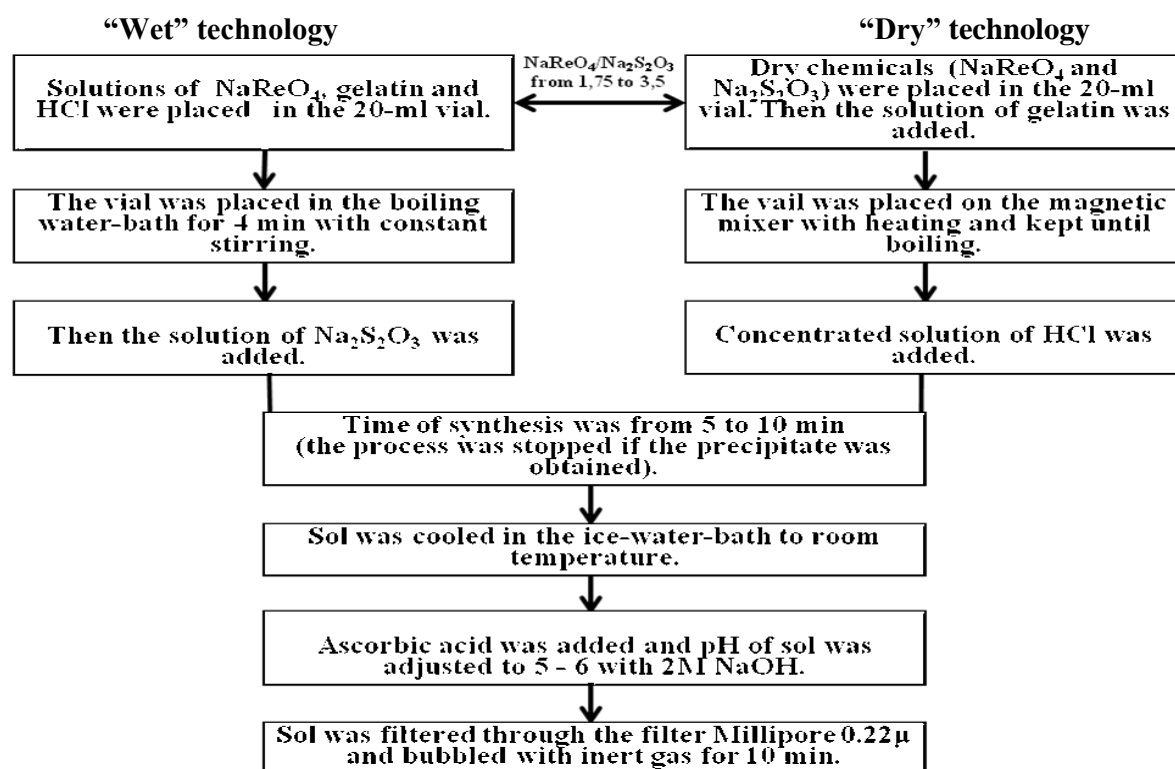 “Wet” technology
“Dry” technology
Solutions of NaReO₄, gelatin and
HCl were placed in the 20-ml vial.
NaReO₄/Na₂S₂O₃
from 1,75 to 3,5
Dry chemicals (NaReO₄ and
Na₂S₂O₃) were placed in the 20-ml
vial. Then the solution of gelatin was
added.
The vial was placed in the boiling
water-bath for 4 min with constant
stirring.
The vail was placed on the magnetic
mixer with heating and kept until
boiling.
Then the solution of Na₂S₂O₃ was
added.
Concentrated solution of HCl was
added.
Time of synthesis was from 5 to 10 min
(the process was stopped if the precipitate was
obtained).
Sol was cooled in the ice-water-bath to room
temperature.
Ascorbic acid was added and pH of sol was
adjusted to 5 - 6 with 2M NaOH.
Sol was filtered through the filter Millipore 0.22μ
and bubbled with inert gas for 10 min.